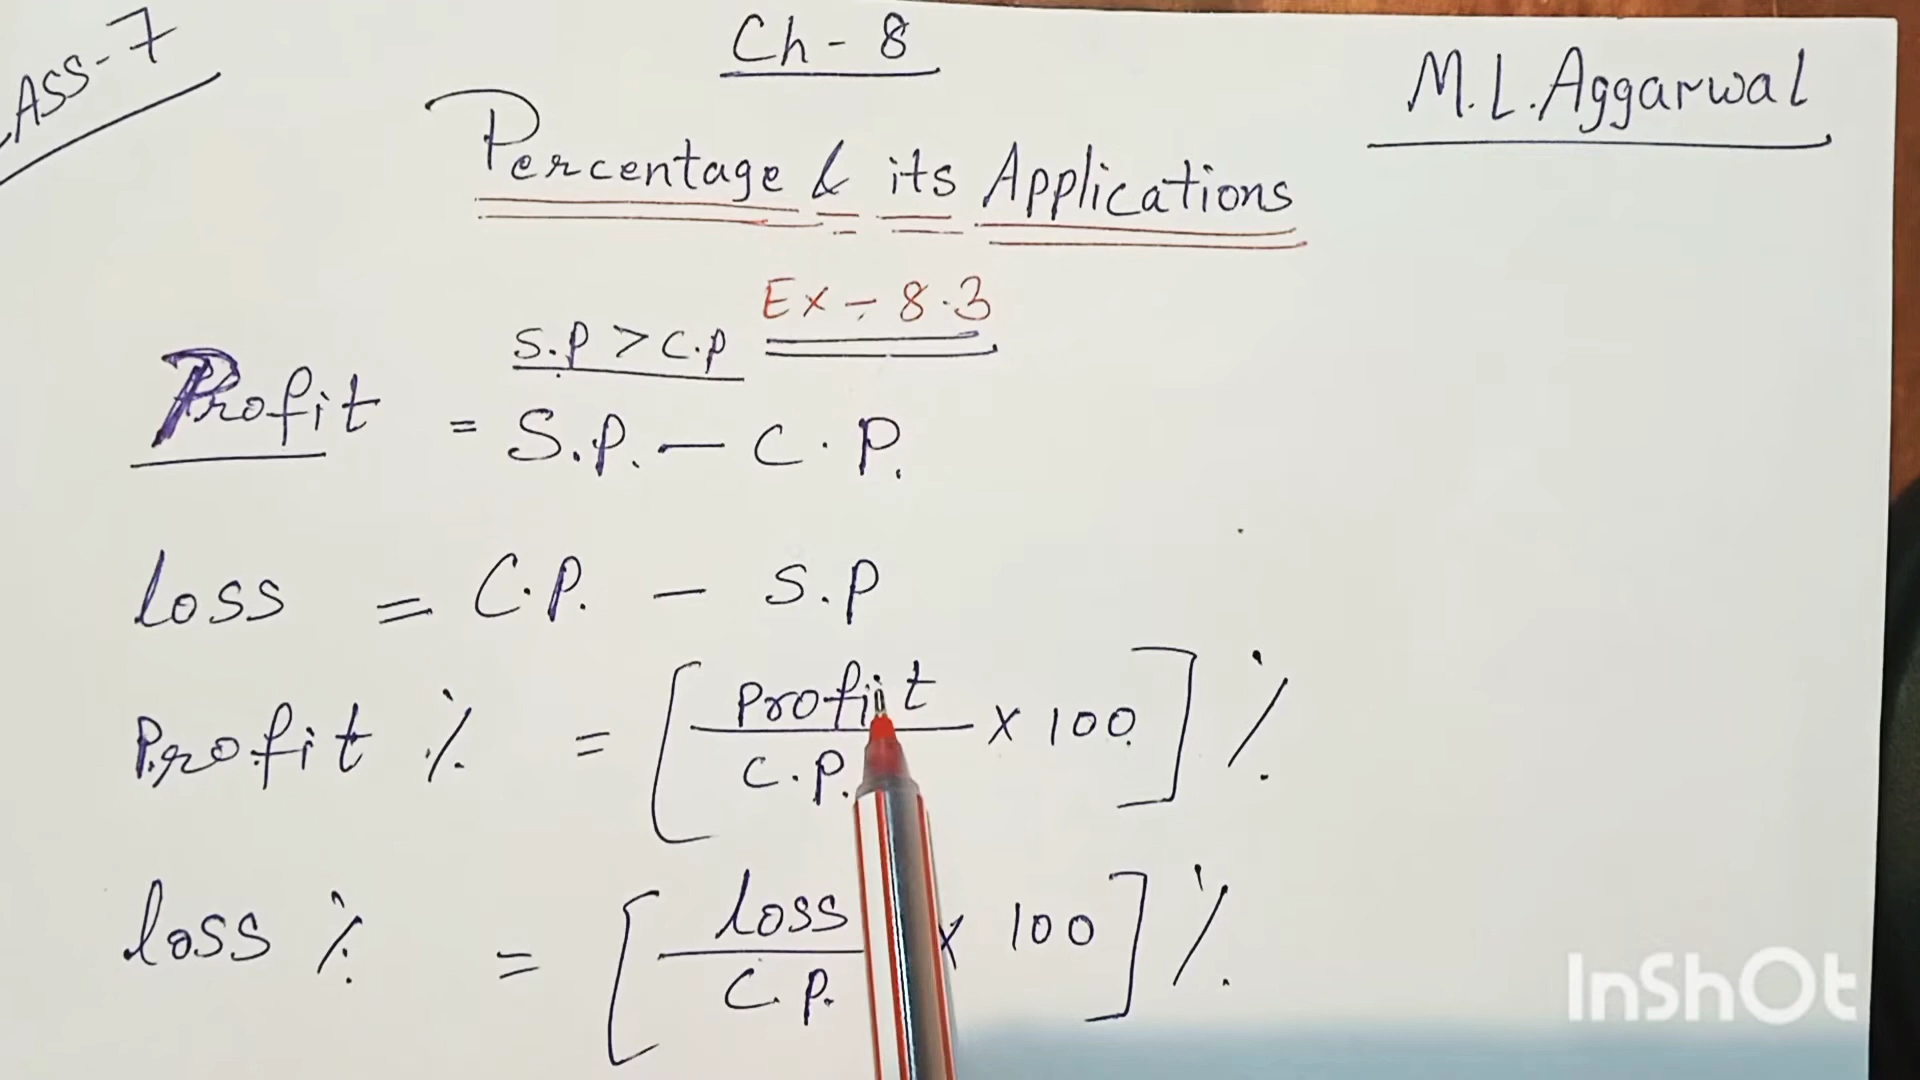 Ch - 8
ASS-7
M.L.Aggarwal
Percentage & its Applications
Ex - 8.3
S.P > C.P
Profit = S.P. - C.P.
loss = C.P. - S.P
Profit % = [profit/C.P. × 100] %
loss % = [loss/C.P. × 100] %
InShOt